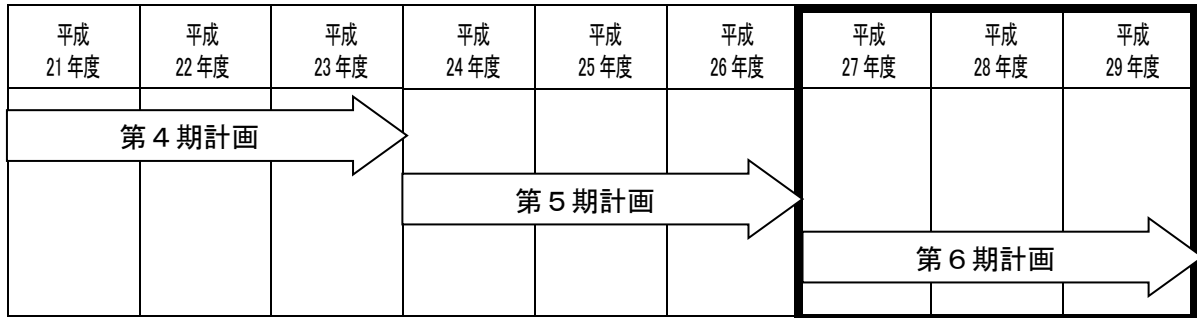 平成
21年度
平成
22年度
平成
23年度
平成
24年度
平成
25年度
平成
26年度
平成
27年度
平成
28年度
平成
29年度
第４期計画
第５期計画
第６期計画